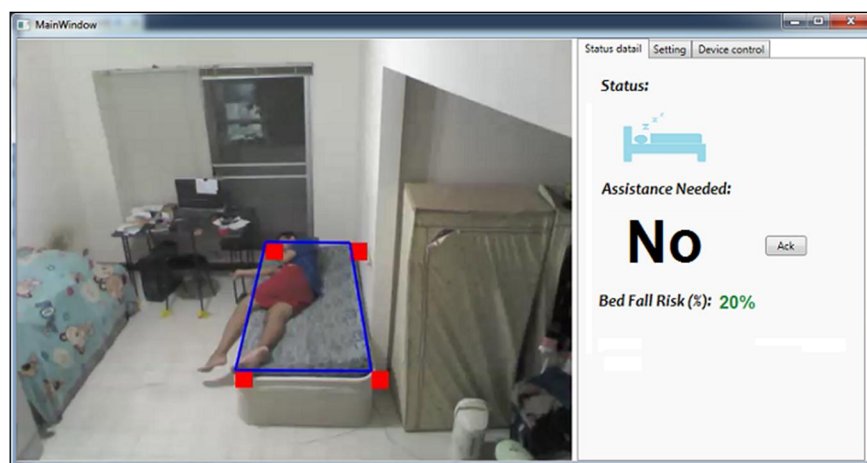 MainWindow
Status datail Setting Device control
Status:
z z z
Assistance Needed:
No
Ack
Bed Fall Risk (%): 20%